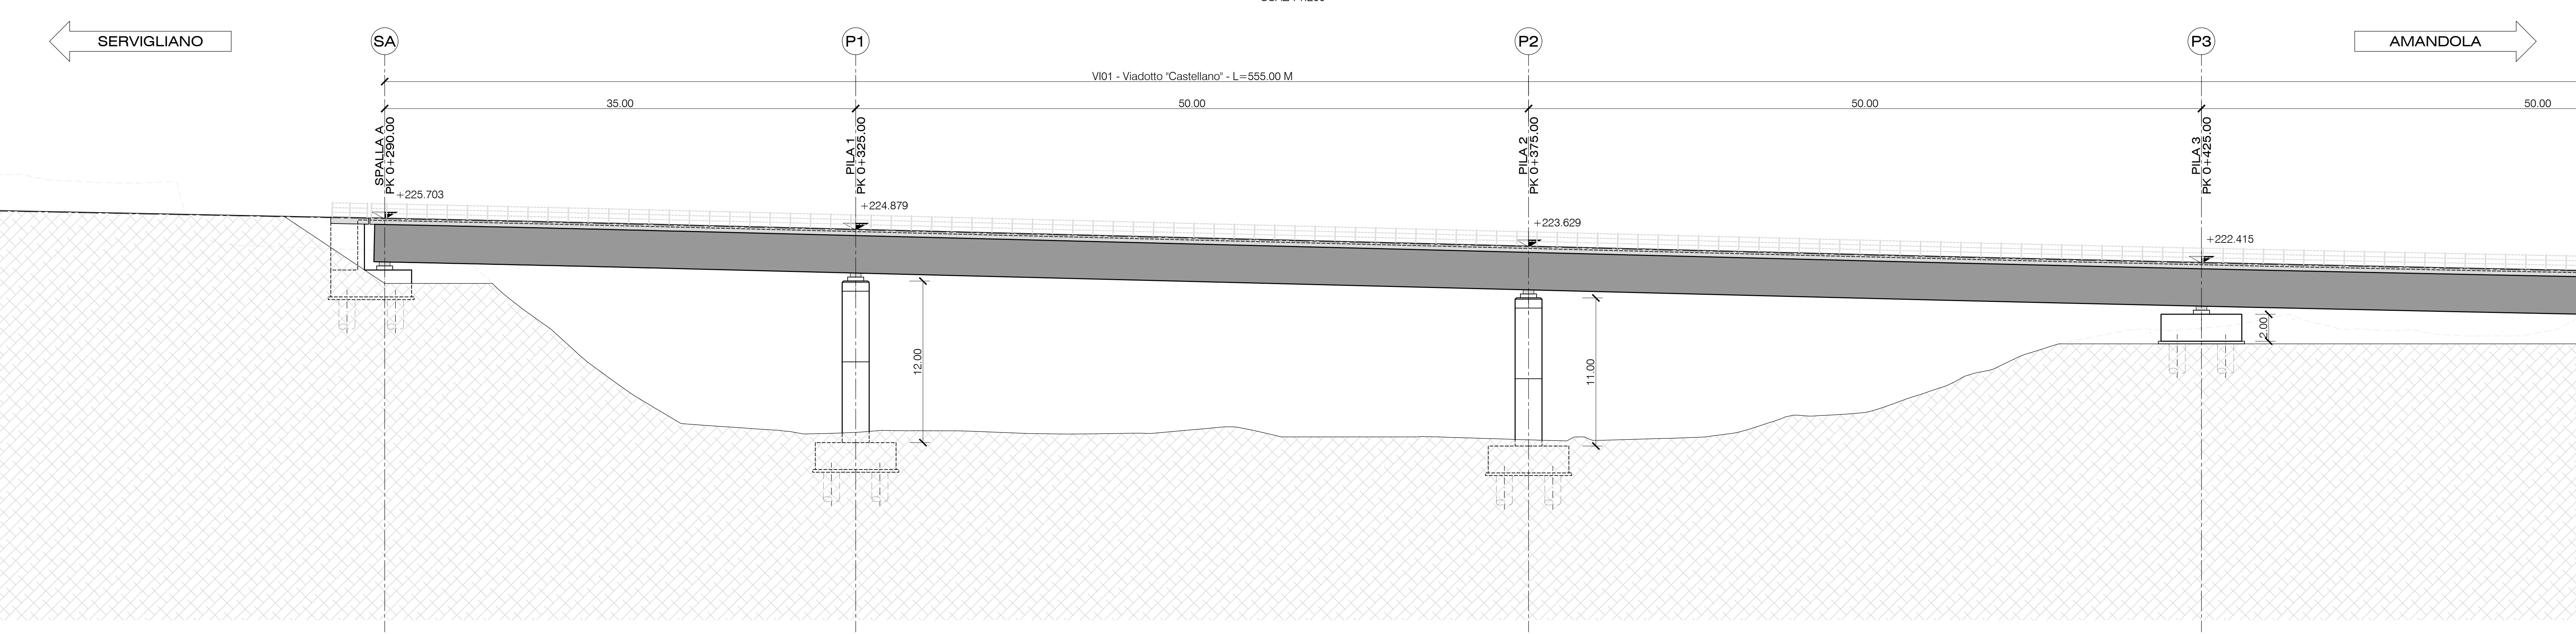 SERVIGLIANO
SA
P1
P2
P3
AMANDOLA
VI01 - Viadotto "Castellano" - L=555.00 M
35.00
50.00
50.00
50.00
SPALLA A
PK 0+290.00
PILA 1
PK 0+325.00
PILA 2
PK 0+375.00
PILA 3
PK 0+425.00
+225.703
+224.879
+223.629
+222.415
12.00
11.00
2.00